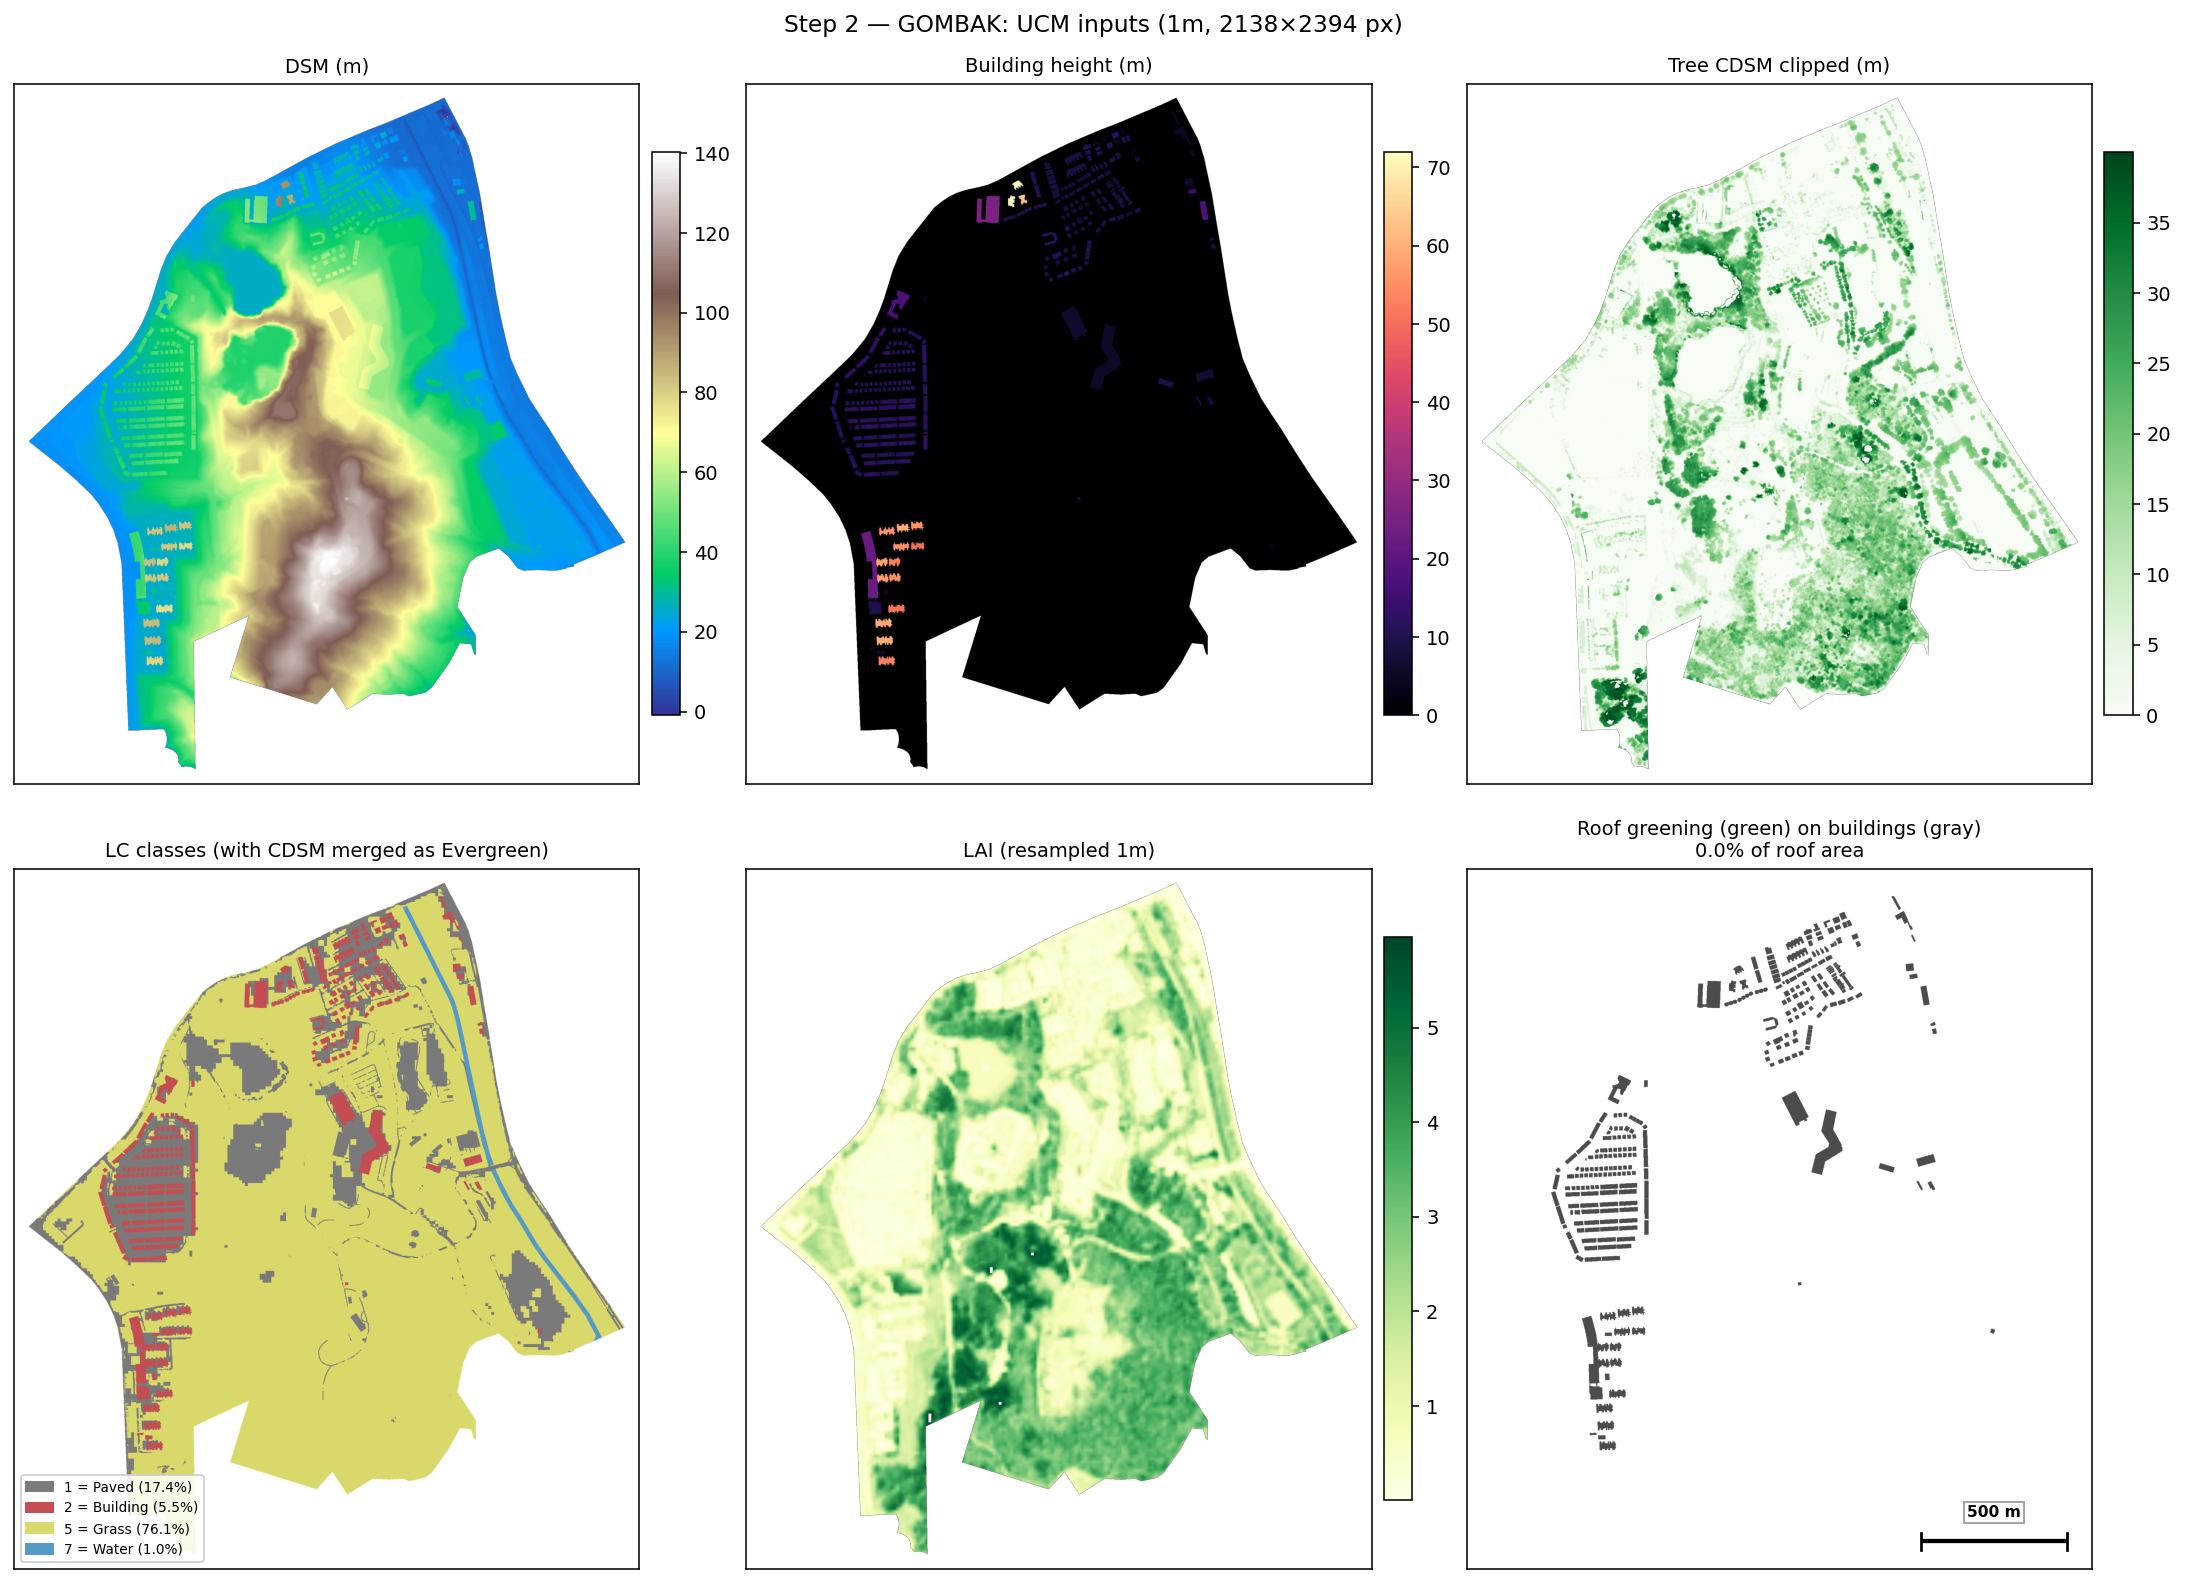 Step 2 — GOMBAK: UCM inputs (1m, 2138×2394 px)
DSM (m)
140
120
100
80
60
40
20
0
Building height (m)
70
60
50
40
30
20
10
0
Tree CDSM clipped (m)
35
30
25
20
15
10
5
0
LC classes (with CDSM merged as Evergreen)
1 = Paved (17.4%)
2 = Building (5.5%)
5 = Grass (76.1%)
7 = Water (1.0%)
LAI (resampled 1m)
5
4
3
2
1
Roof greening (green) on buildings (gray)
0.0% of roof area
500 m